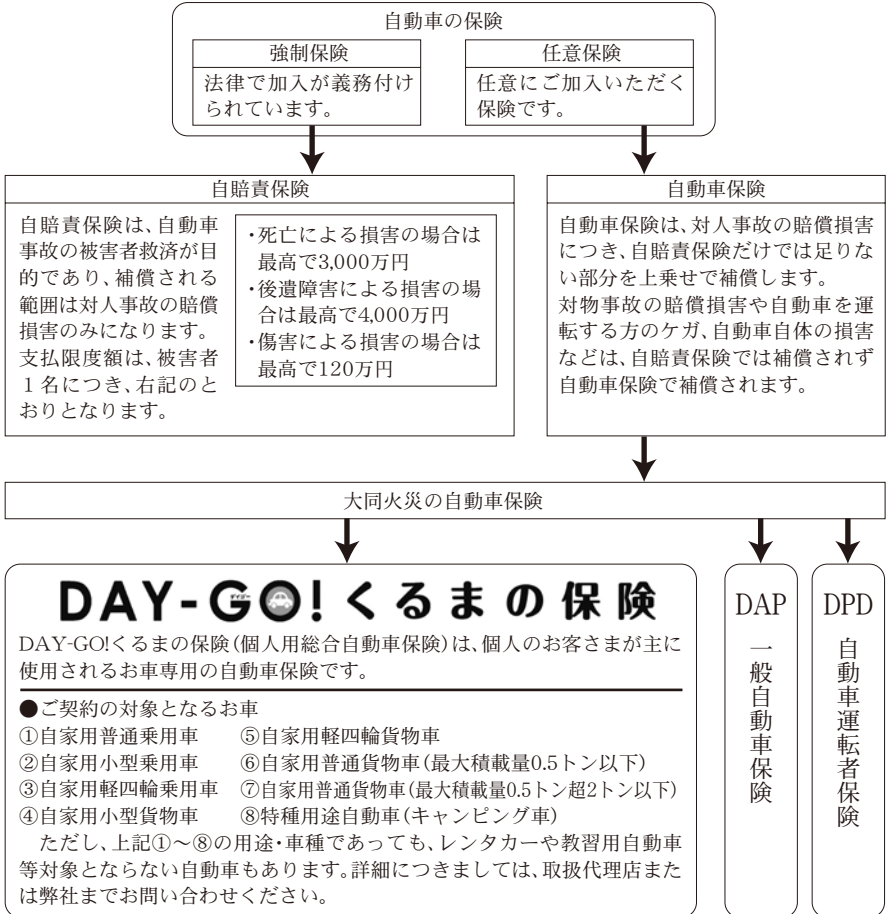 自動車の保険
強制保険
法律で加入が義務付け
られています。
任意保険
任意にご加入いただく
保険です。
自賠責保険
自賠責保険は、自動車
事故の被害者救済が目
的であり、補償される
範囲は対人事故の賠償
損害のみになります。
支払限度額は、被害者
１名につき、右記のと
おりとなります。
・死亡による損害の場合は
最高で3,000万円
・後遺障害による損害の場
合は最高で4,000万円
・傷害による損害の場合は
最高で120万円
自動車保険
自動車保険は、対人事故の賠償損害
につき、自賠責保険だけでは足りな
い部分を上乗せで補償します。
対物事故の賠償損害や自動車を運
転する方のケガ、自動車自体の損害
などは、自賠責保険では補償されず
自動車保険で補償されます。
大同火災の自動車保険
DAY-GO!くるまの保険
DAY-GO!くるまの保険(個人用総合自動車保険)は、個人のお客さまが主に
使用されるお車専用の自動車保険です。
●ご契約の対象となるお車
①自家用普通乗用車 ⑤自家用軽四輪貨物車
②自家用小型乗用車 ⑥自家用普通貨物車(最大積載量0.5トン以下)
③自家用軽四輪乗用車 ⑦自家用普通貨物車(最大積載量0.5トン超2トン以下)
④自家用小型貨物車 ⑧特種用途自動車(キャンピング車)
ただし、上記①～⑧の用途・車種であっても、レンタカーや教習用自動車
等対象とならない自動車もあります。詳細につきましては、取扱代理店また
は弊社までお問い合わせください。
DAP
一般自動車保険
DPD
自動車運転者保険